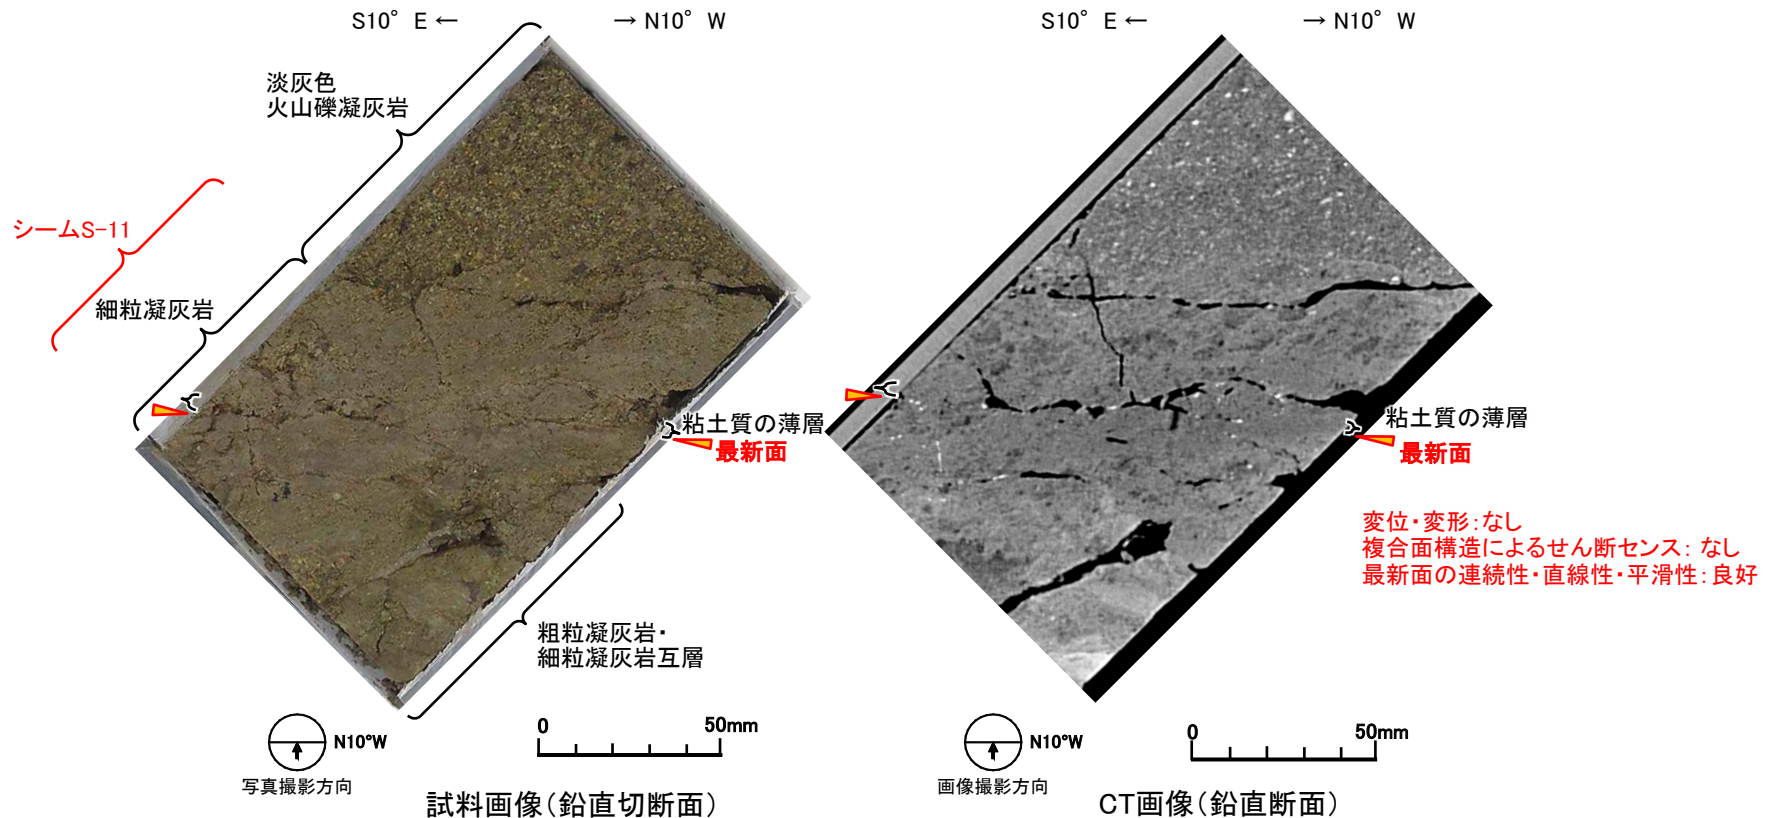 S10° E ←
→ N10° W
淡灰色
火山礫凝灰岩
シームS-11
細粒凝灰岩
粘土質の薄層
最新面
粗粒凝灰岩・
細粒凝灰岩互層
N10°W
写真撮影方向
0
50mm
試料画像(鉛直切断面)
S10° E ←
→ N10° W
粘土質の薄層
最新面
変位・変形:なし
複合面構造によるせん断センス: なし
最新面の連続性・直線性・平滑性:良好
N10°W
画像撮影方向
0
50mm
CT画像(鉛直断面)